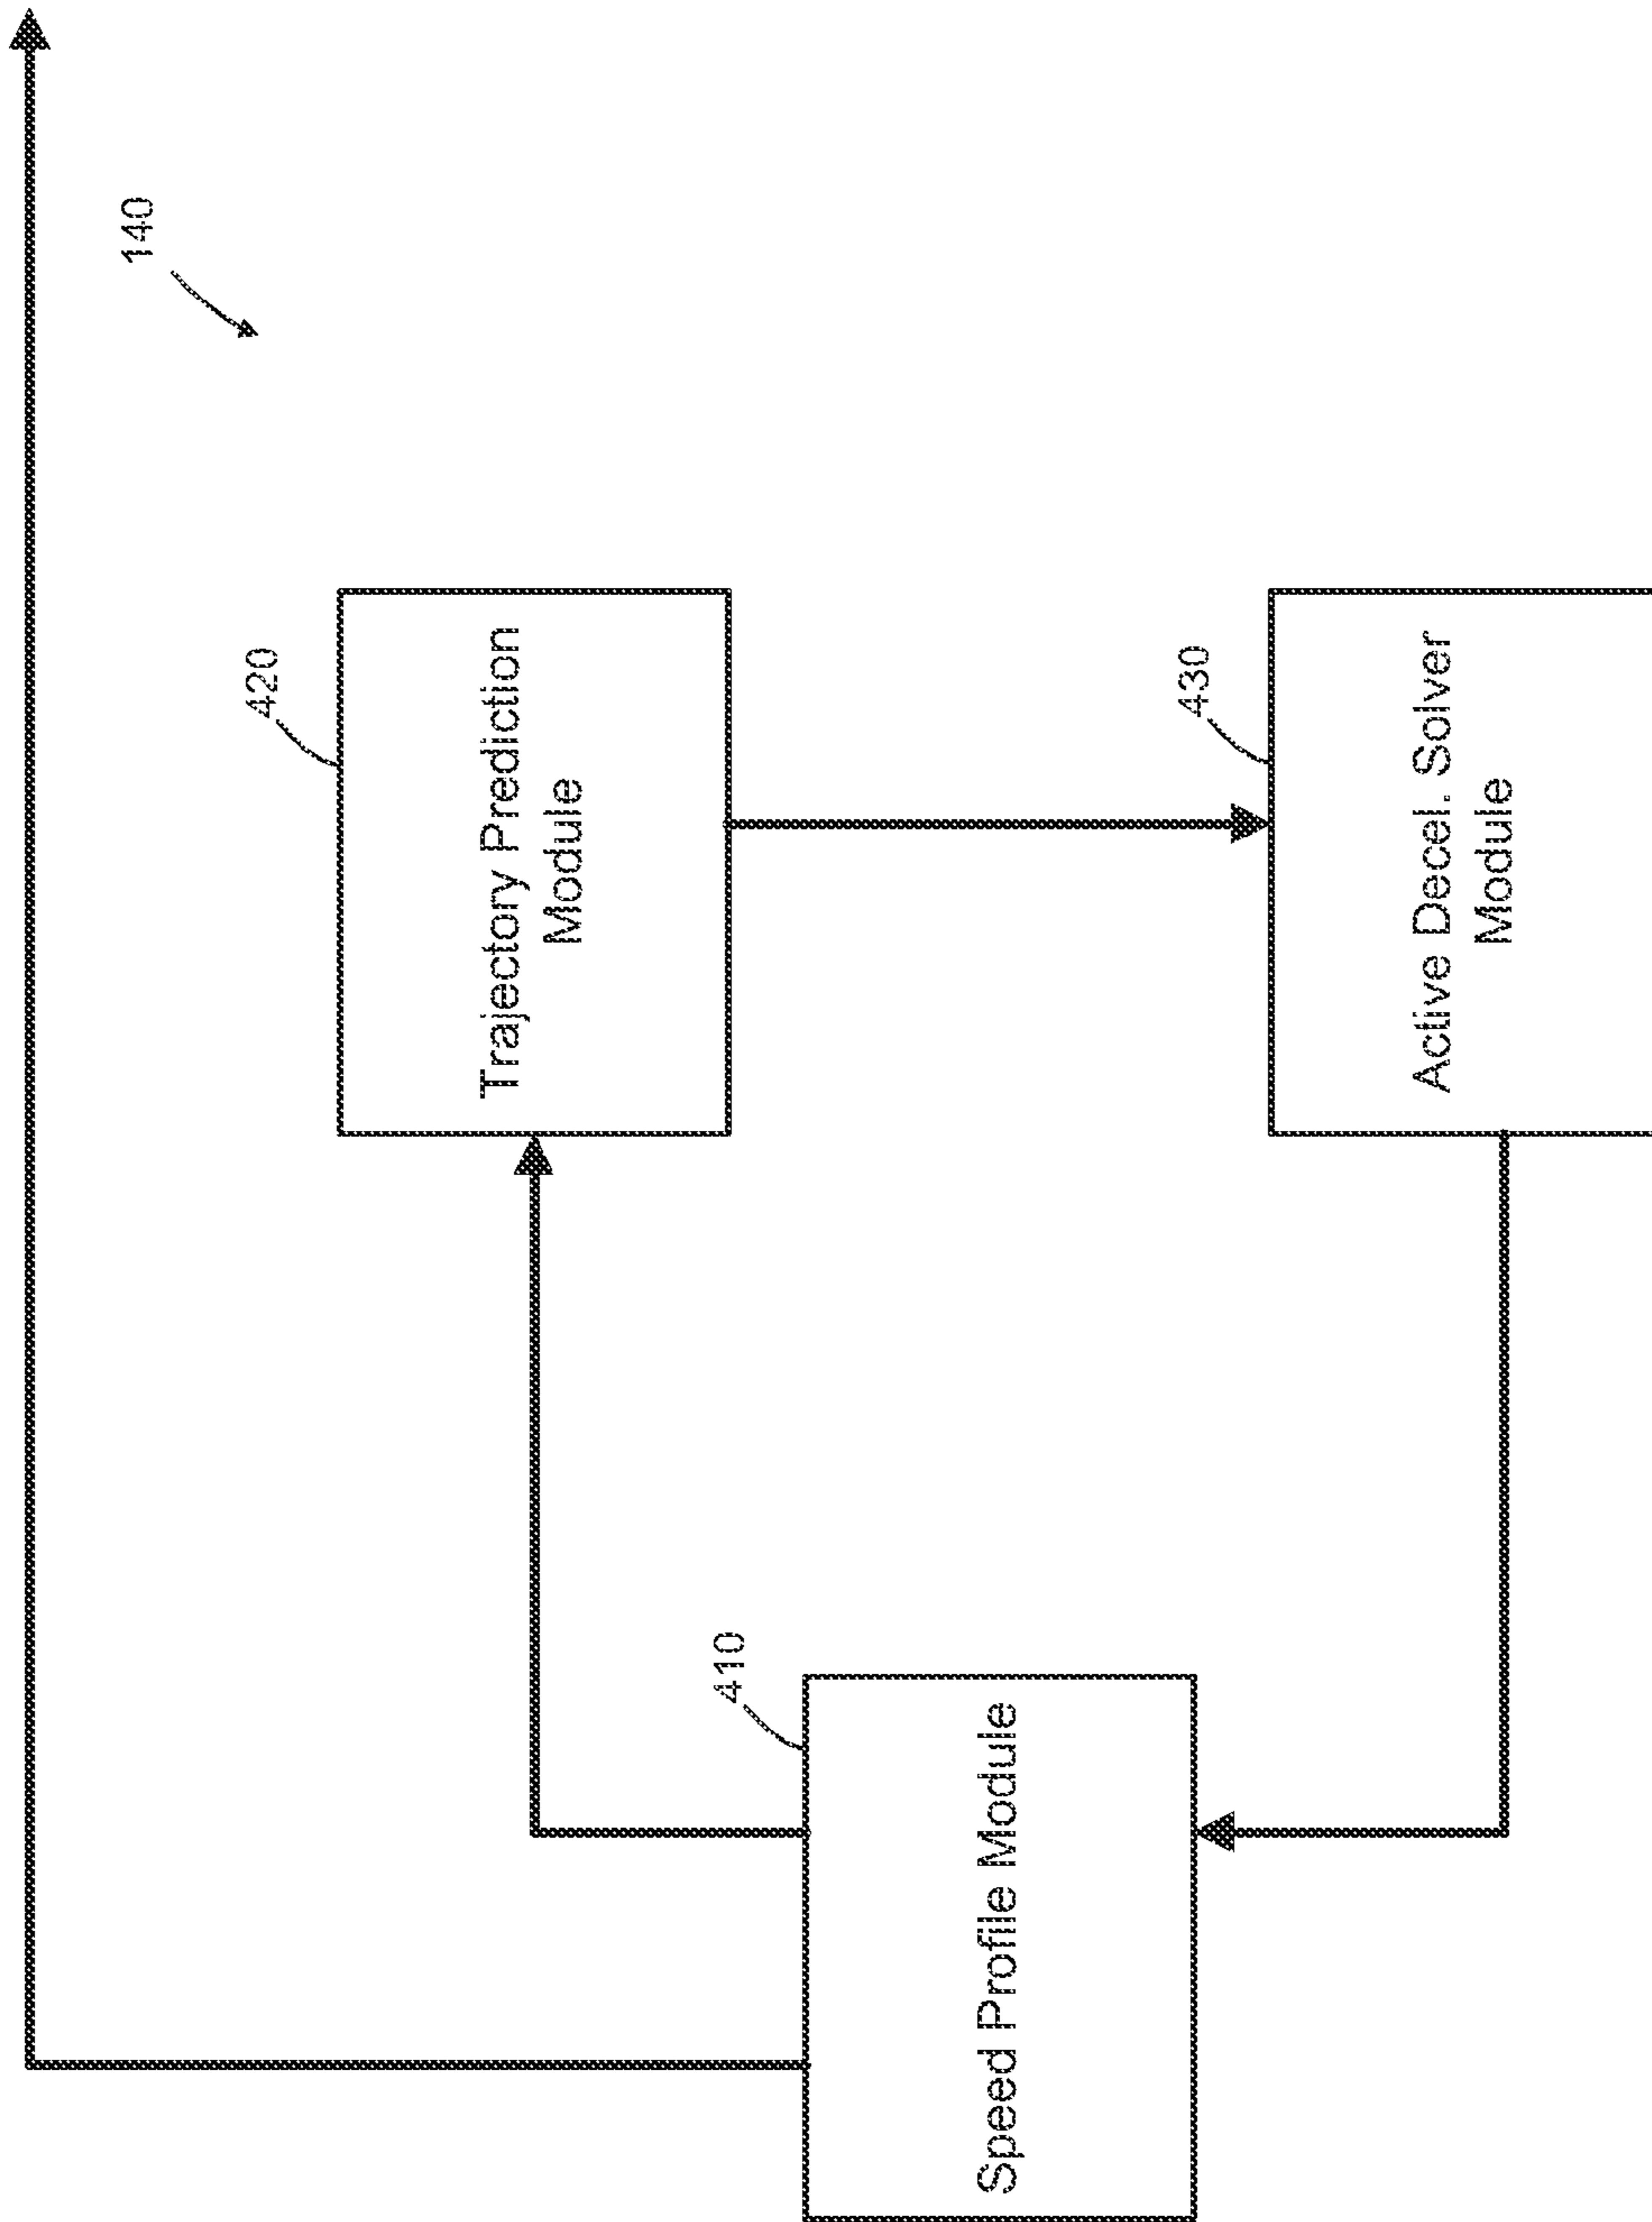 140
420
Trajectory Prediction
Module
410
Speed Profile Module
430
Active Decel. Solver
Module